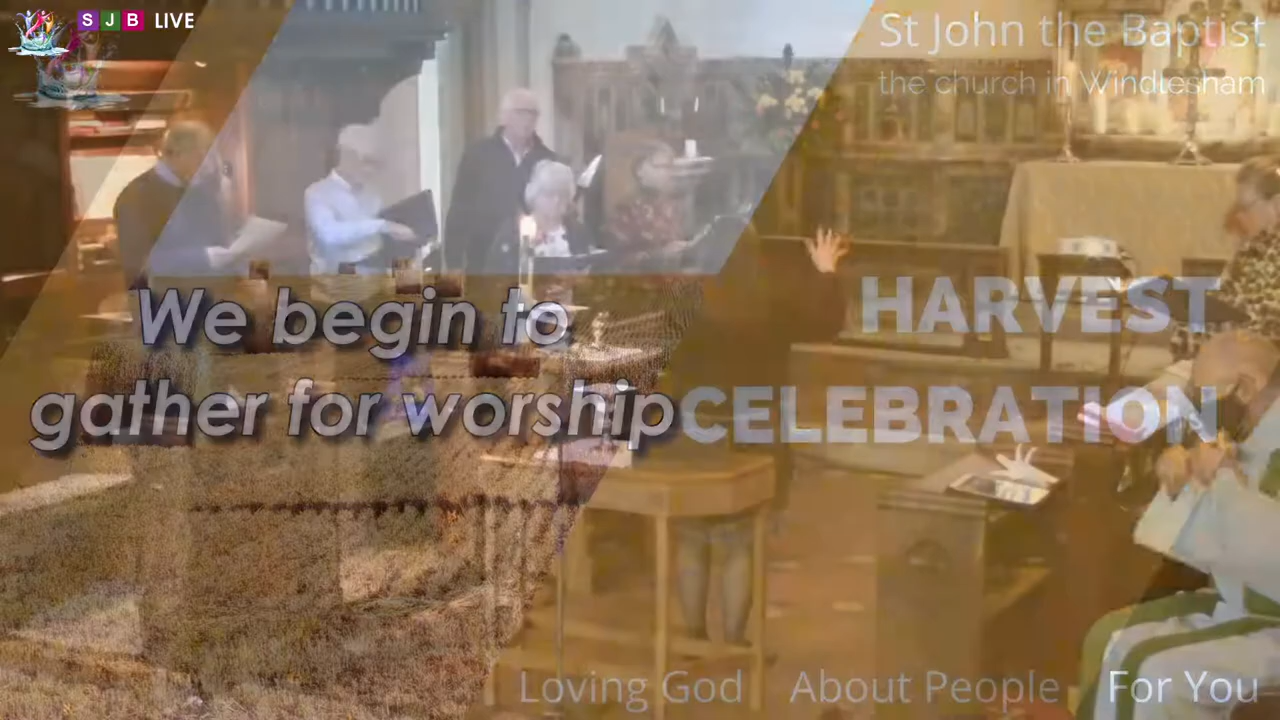 SJB LIVE
St John the Baptist
the church in Windlesham
We begin to
gather for worship
HARVEST
CELEBRATION
Loving God About People For You